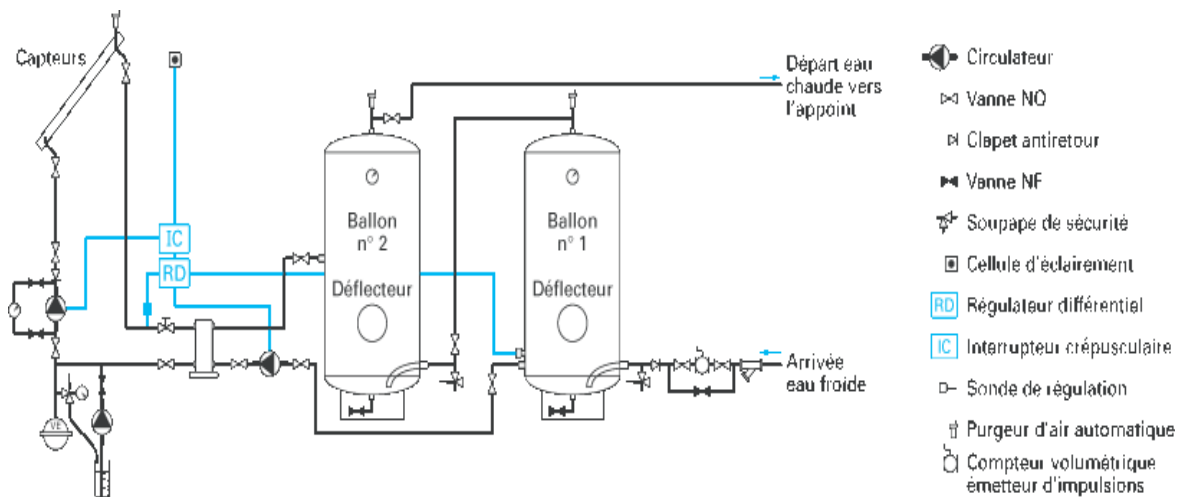 Capteurs
Départ eau
chaude vers
l'appoint
IC
RD
Ballon
n° 2
Déflecteur
Ballon
n° 1
Déflecteur
VE
Arrivée
eau froide
Circulateur
Vanne NO
Clapet antiretour
Vanne NF
Soupape de sécurité
Cellule d'éclairement
RD Régulateur différentiel
IC Interrupteur crépusculaire
Sonde de régulation
Purgeur d'air automatique
Compteur volumétrique
émetteur d'impulsions